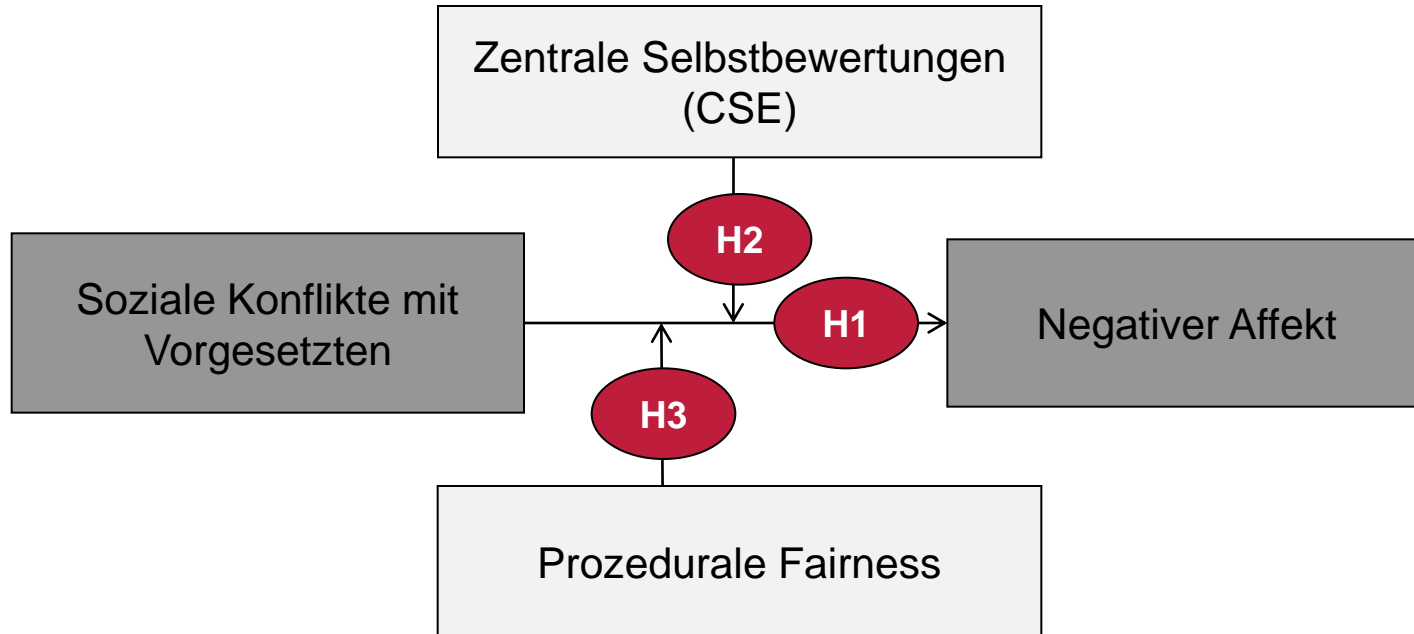 Zentrale Selbstbewertungen
(CSE)
H2
Soziale Konflikte mit
Vorgesetzten
H1
Negativer Affekt
H3
Prozedurale Fairness